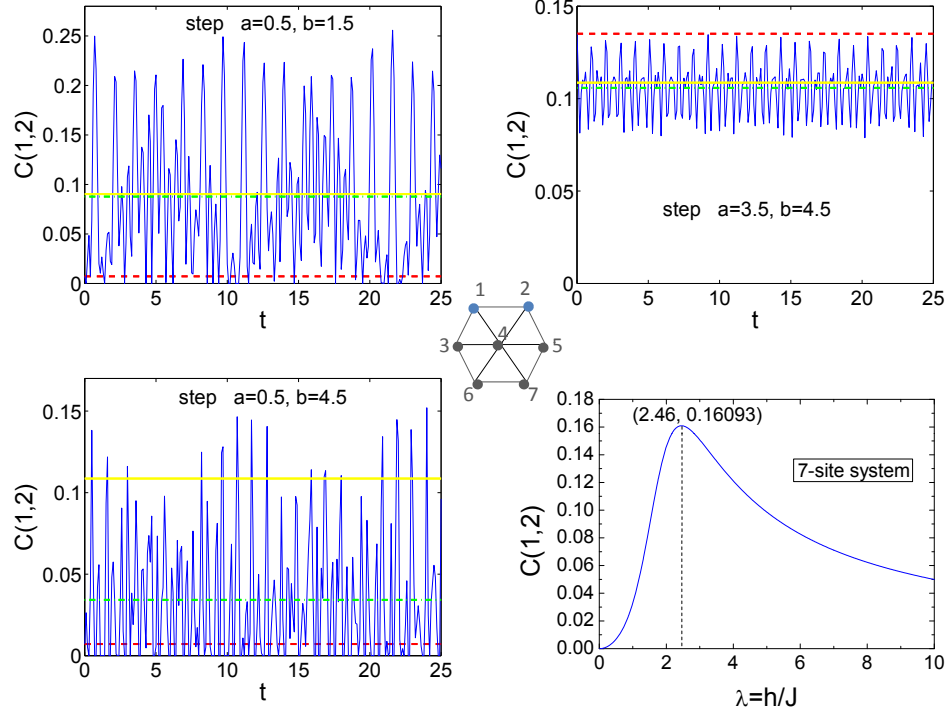 step a=0.5, b=1.5
0.25
0.2
0.15
0.1
0.05
0
C(1,2)
0 5 10 15 20 25
t
0.15
0.1
0.05
0
C(1,2)
step a=3.5, b=4.5
0 5 10 15 20 25
t
1 2
3 4 5
6 7
step a=0.5, b=4.5
0.15
0.1
0.05
0
C(1,2)
0 5 10 15 20 25
t
0.18
0.16
0.14
0.12
0.10
0.08
0.06
0.04
0.02
0.00
C(1,2)
(2.46, 0.16093)
7-site system
0 2 4 6 8 10
λ=h/J